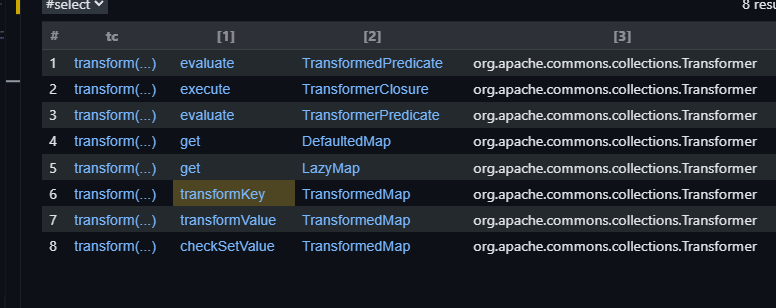 #select
8 resu
# tc [1] [2] [3]
1 transform(...) evaluate TransformedPredicate org.apache.commons.collections.Transformer
2 transform(...) execute TransformerClosure org.apache.commons.collections.Transformer
3 transform(...) evaluate TransformerPredicate org.apache.commons.collections.Transformer
4 transform(...) get DefaultedMap org.apache.commons.collections.Transformer
5 transform(...) get LazyMap org.apache.commons.collections.Transformer
6 transform(...) transformKey TransformedMap org.apache.commons.collections.Transformer
7 transform(...) transformValue TransformedMap org.apache.commons.collections.Transformer
8 transform(...) checkSetValue TransformedMap org.apache.commons.collections.Transformer